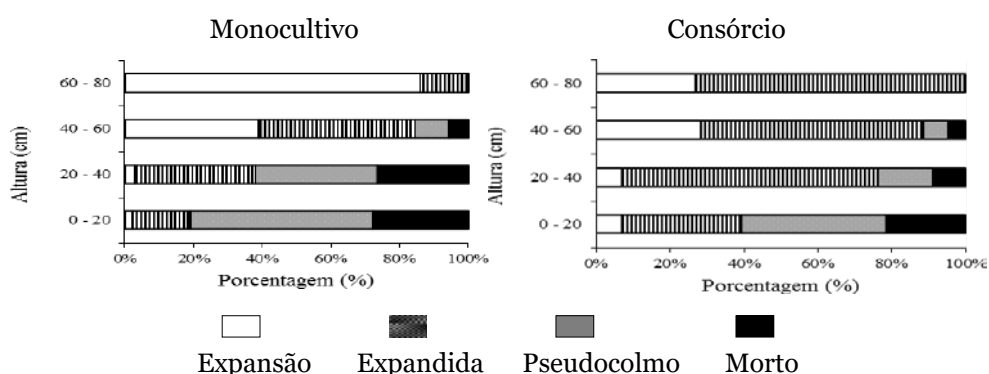 Monocultivo
Consórcio
Altura (cm)
60 - 80
40 - 60
20 - 40
0 - 20
0% 20% 40% 60% 80% 100%
Porcentagem (%)
Altura (cm)
60 - 80
40 - 60
20 - 40
0 - 20
0% 20% 40% 60% 80% 100%
Porcentagem (%)
Expansão Expandida Pseudocolmo Morto